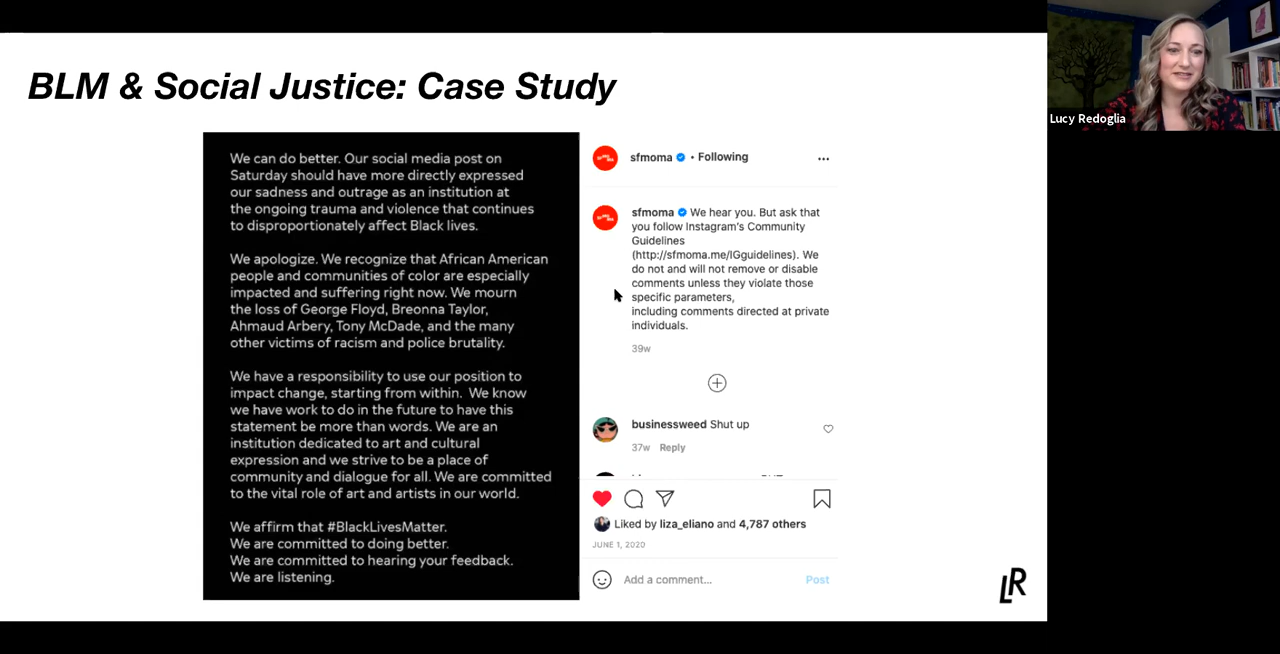 BLM & Social Justice: Case Study
Lucy Redoglia
We can do better. Our social media post on
Saturday should have more directly expressed
our sadness and outrage as an institution at
the ongoing trauma and violence that continues
to disproportionately affect Black lives.
We apologize. We recognize that African American
people and communities of color are especially
impacted and suffering right now. We mourn
the loss of George Floyd, Breonna Taylor,
Ahmaud Arbery, Tony McDade, and the many
other victims of racism and police brutality.
We have a responsibility to use our position to
impact change, starting from within. We know
we have work to do in the future to have this
statement be more than words. We are an
institution dedicated to art and cultural
expression and we strive to be a place of
community and dialogue for all. We are committed
to the vital role of art and artists in our world.
We affirm that #BlackLivesMatter.
We are committed to doing better.
We are committed to hearing your feedback.
We are listening.
sfmoma • Following
sfmoma We hear you. But ask that
you follow Instagram's Community
Guidelines
(http://sfmoma.me/IGguidelines). We
do not and will not remove or disable
comments unless they violate those
specific parameters,
including comments directed at private
individuals.
39w
businessweed Shut up
37w Reply
Liked by liza_eliano and 4,787 others
JUNE 1, 2020
Add a comment... Post
LR